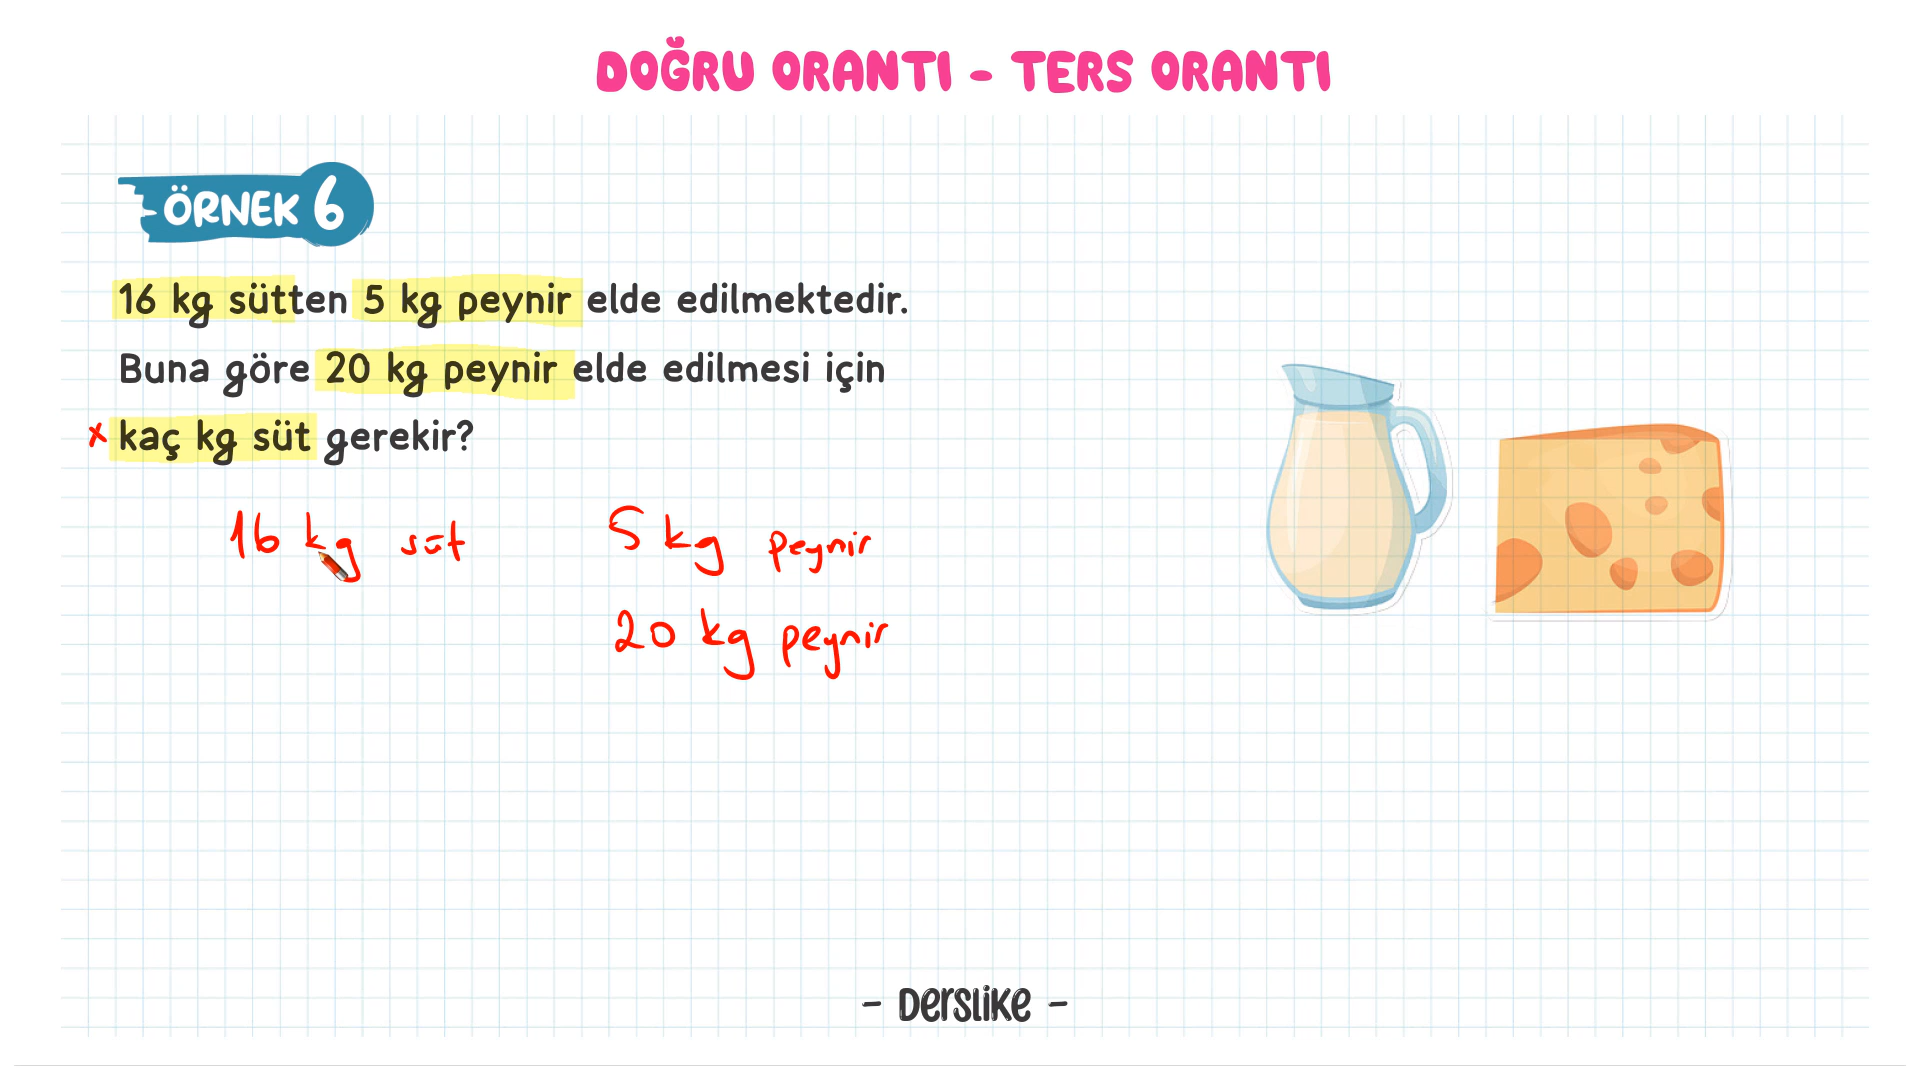 DOĞRU ORANTI - TERS ORANTI
ÖRNEK 6
16 kg sütten 5 kg peynir elde edilmektedir.
Buna göre 20 kg peynir elde edilmesi için
x kaç kg süt gerekir?
16 kg süt 5 kg peynir
20 kg peynir
- Derslike -